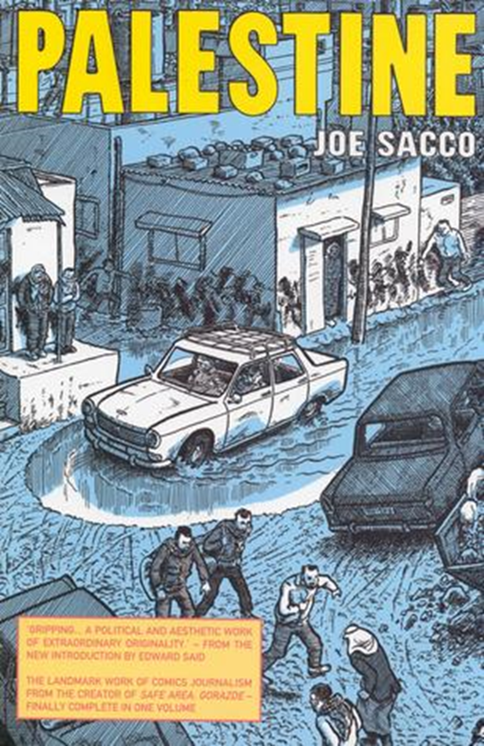 PALESTINE
JOE SACCO
'GRIPPING... A POLITICAL AND AESTHETIC WORK
OF EXTRAORDINARY ORIGINALITY.' – FROM THE
NEW INTRODUCTION BY EDWARD SAID
THE LANDMARK WORK OF COMICS JOURNALISM
FROM THE CREATOR OF SAFE AREA: GORAZDE –
FINALLY COMPLETE IN ONE VOLUME